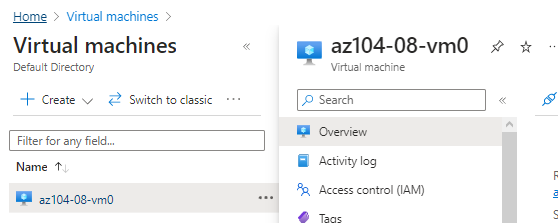 Home > Virtual machines >
Virtual machines
Default Directory
+ Create Switch to classic ...
Filter for any field...
Name ↑↓
az104-08-vm0 ...
az104-08-vm0 ...
Virtual machine
Search
Overview
Activity log
Access control (IAM)
Tags